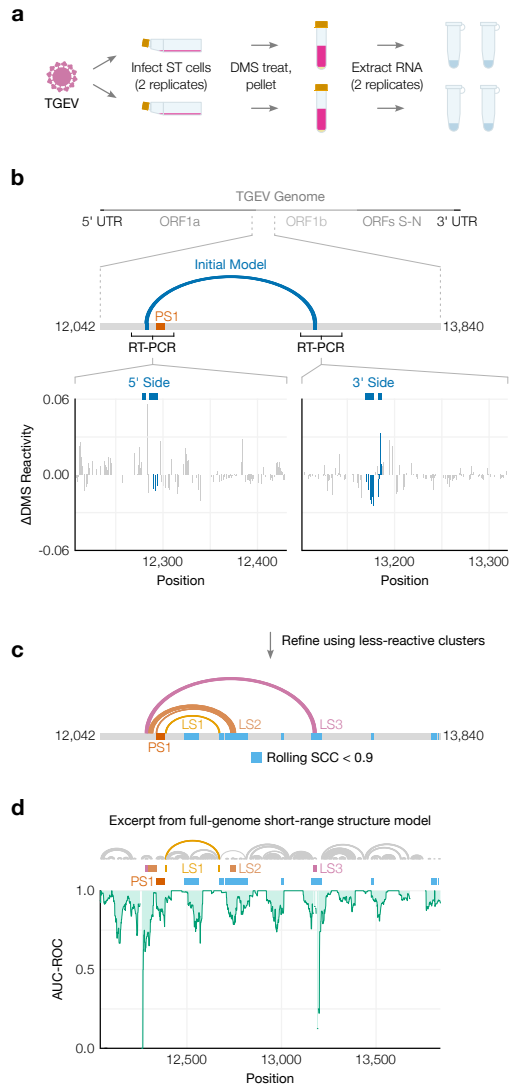 a
TGEV
Infect ST cells
(2 replicates)
DMS treat,
pellet
Extract RNA
(2 replicates)
b
TGEV Genome
5' UTR
ORF1a
ORF1b
ORFs S-N
3' UTR
Initial Model
12,042
PS1
13,840
RT-PCR
RT-PCR
5' Side
3' Side
0.06
0.00
-0.06
ΔDMS Reactivity
12,300
12,400
Position
13,200
13,300
Position
Refine using less-reactive clusters
c
12,042
LS1
LS2
LS3
13,840
PS1
Rolling SCC < 0.9
d
Excerpt from full-genome short-range structure model
LS1
LS2
LS3
PS1
1.0
0.5
0.0
AUC-ROC
12,500
13,000
13,500
Position